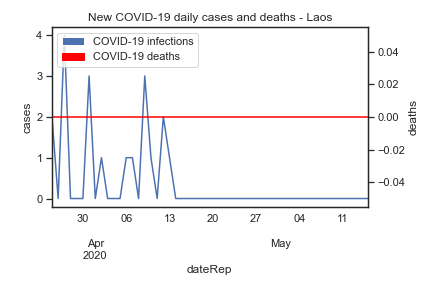 New COVID-19 daily cases and deaths - Laos
COVID-19 infections
COVID-19 deaths
cases
4
3
2
1
0
deaths
0.04
0.02
0.00
−0.02
−0.04
30 06 13 20 27 04 11
Apr May
2020
dateRep